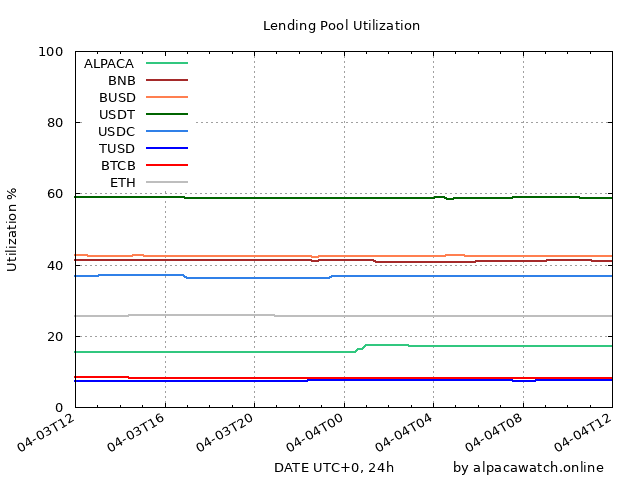 Lending Pool Utilization
100
80
60
40
20
0
Utilization %
ALPACA
BNB
BUSD
USDT
USDC
TUSD
BTCB
ETH
04-03T12
04-03T16
04-03T20
04-04T00
04-04T04
04-04T08
04-04T12
DATE UTC+0, 24h
by alpacawatch.online